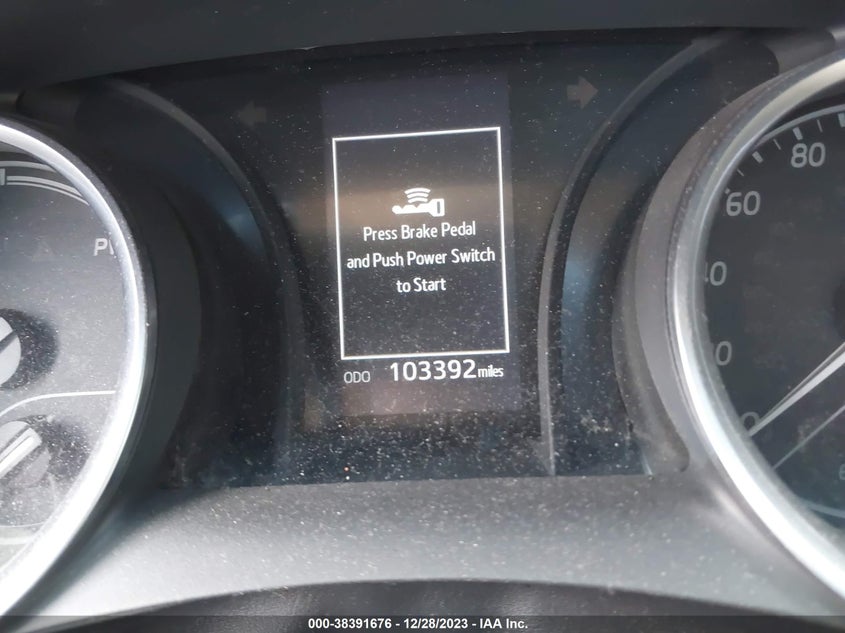 80
60
Press Brake Pedal
and Push Power Switch
to Start
ODO 103392 miles
000-38391676 - 12/28/2023 - IAA Inc.